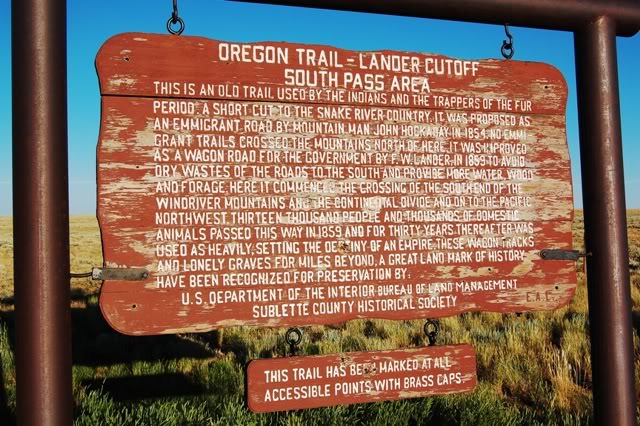 OREGON TRAIL - LANDER CUTOFF
SOUTH PASS AREA
THIS IS AN OLD TRAIL USED BY THE INDIANS AND THE TRAPPERS OF THE FUR
PERIOD. A SHORT CUT TO THE SNAKE RIVER COUNTRY, IT WAS PROPOSED AS
AN EMMIGRANT ROAD BY MOUNTAIN MAN JOHN HOCKADAY IN 1854. NO EMMI-
GRANT TRAILS CROSSED THE MOUNTAINS NORTH OF HERE. IT WAS IMPROVED
AS A WAGON ROAD FOR THE GOVERNMENT BY F. W. LANDER, IN 1859 TO AVOID
DRY WASTES OF THE ROADS TO THE SOUTH AND PROVIDE MORE WATER, WOOD
AND FORAGE. HERE IT COMMENCED THE CROSSING OF THE SOUTH END OF THE
WINDRIVER MOUNTAINS AND THE CONTINENTAL DIVIDE AND ON TO THE PACIFIC
NORTHWEST. THIRTEEN THOUSAND PEOPLE AND THOUSANDS OF DOMESTIC
ANIMALS PASSED THIS WAY IN 1859 AND FOR THIRTY YEARS THEREAFTER WAS
USED AS HEAVILY, SETTING THE DESTINY OF AN EMPIRE. THESE WAGON TRACKS
AND LONELY GRAVES FOR MILES BEYOND, A GREAT LAND MARK OF HISTORY
HAVE BEEN RECOGNIZED FOR PRESERVATION BY:
U.S. DEPARTMENT OF THE INTERIOR BUREAU OF LAND MANAGEMENT
SUBLETTE COUNTY HISTORICAL SOCIETY
THIS TRAIL HAS BEEN MARKED AT ALL
ACCESSIBLE POINTS WITH BRASS CAPS.